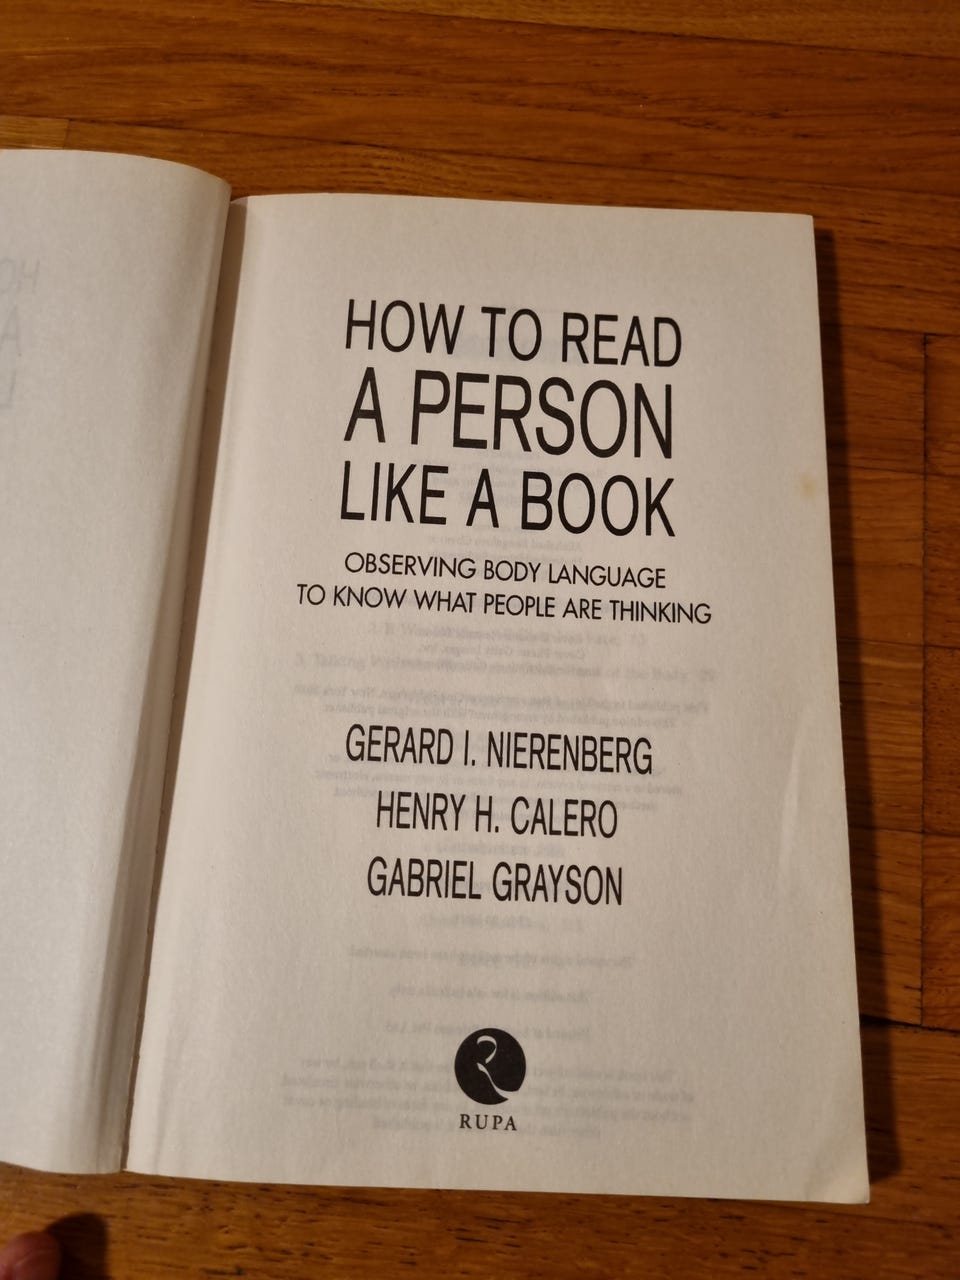 HOW TO READ
A PERSON
LIKE A BOOK
OBSERVING BODY LANGUAGE
TO KNOW WHAT PEOPLE ARE THINKING
GERARD I. NIERENBERG
HENRY H. CALERO
GABRIEL GRAYSON
RUPA